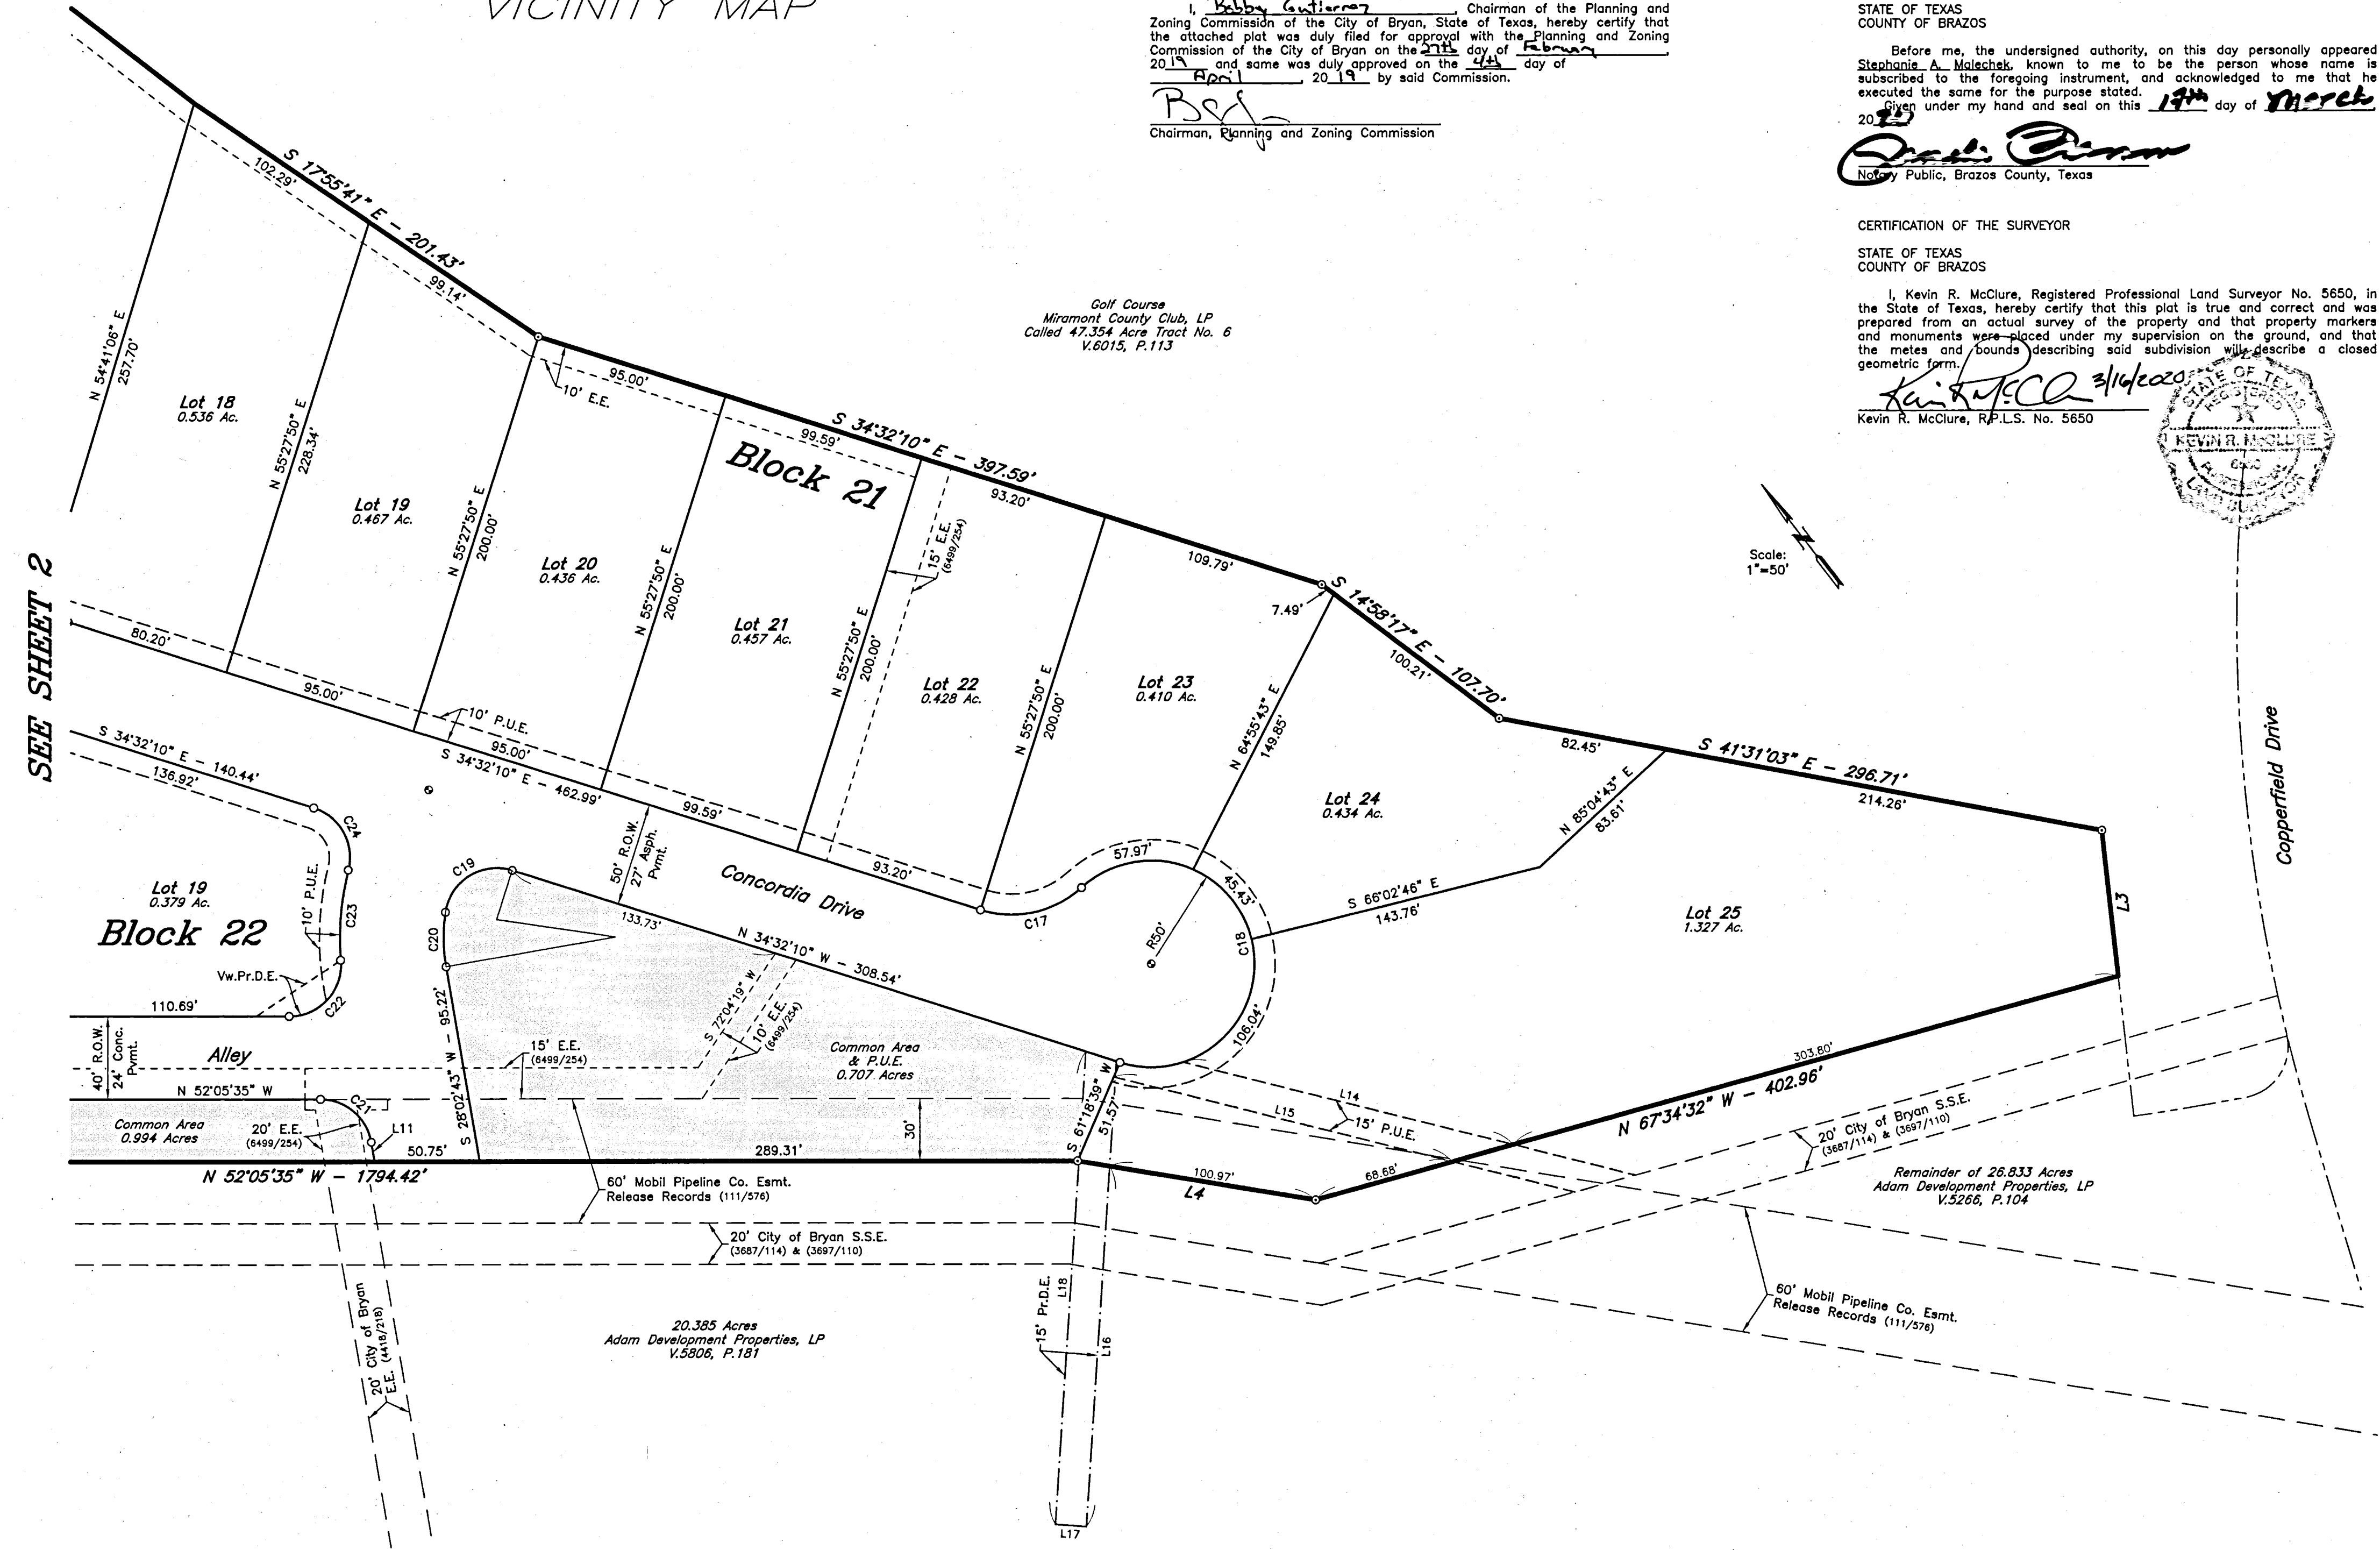 VICINITY MAP
I, Bobby Gutierrez, Chairman of the Planning and
Zoning Commission of the City of Bryan, State of Texas, hereby certify that
the attached plat was duly filed for approval with the Planning and Zoning
Commission of the City of Bryan on the 27th day of February,
2019 and same was duly approved on the 4th day of
April, 2019 by said Commission.
Chairman, Planning and Zoning Commission
STATE OF TEXAS
COUNTY OF BRAZOS
Before me, the undersigned authority, on this day personally appeared
Stephanie A. Malechek, known to me to be the person whose name is
subscribed to the foregoing instrument, and acknowledged to me that he
executed the same for the purpose stated.
Given under my hand and seal on this 17th day of March,
2020
Notary Public, Brazos County, Texas
CERTIFICATION OF THE SURVEYOR
STATE OF TEXAS
COUNTY OF BRAZOS
I, Kevin R. McClure, Registered Professional Land Surveyor No. 5650, in
the State of Texas, hereby certify that this plat is true and correct and was
prepared from an actual survey of the property and that property markers
and monuments were placed under my supervision on the ground, and that
the metes and bounds describing said subdivision will describe a closed
geometric form.
3/16/2020
Kevin R. McClure, R.P.L.S. No. 5650
STATE OF TEXAS
REGISTERED
KEVIN R. McCLURE
Scale:
1"=50'
N
Golf Course
Miramont County Club, LP
Called 47.354 Acre Tract No. 6
V.6015, P.113
SEE SHEET 2
S 17°55'41" E - 201.43'
102.29'
99.14'
N 54°41'06" E
257.70'
Lot 18
0.536 Ac.
N 55°27'50" E
228.34'
Lot 19
0.467 Ac.
N 55°27'50" E
200.00'
Lot 20
0.436 Ac.
10' E.E.
95.00'
S 34°32'10" E - 397.59'
99.59'
93.20'
109.79'
Block 21
N 55°27'50" E
200.00'
Lot 21
0.457 Ac.
N 55°27'50" E
200.00'
15' E.E.
(6499/254)
Lot 22
0.428 Ac.
N 55°27'50" E
200.00'
Lot 23
0.410 Ac.
7.49'
S 14°58'17" E - 107.70'
100.21'
N 64°55'43" E
149.85'
Lot 24
0.434 Ac.
82.45'
S 41°31'03" E - 296.71'
214.26'
N 85°04'43" E
83.61'
S 66°02'46" E
143.76'
Lot 25
1.327 Ac.
L3
Copperfield Drive
80.20'
95.00'
10' P.U.E.
95.00'
S 34°32'10" E - 462.99'
99.59'
93.20'
50' R.O.W.
27' Asph.
Pvmt.
Concordia Drive
C17
57.97'
45.43'
R50'
C18
106.04'
S 34°32'10" E - 140.44'
136.92'
C24
10' P.U.E.
C23
Lot 19
0.379 Ac.
Block 22
Vw.Pr.D.E.
C22
110.69'
C19
C20
133.73'
N 34°32'10" W - 308.54'
S 28°02'43" W - 95.22'
S 72°04'19" W
10' E.E.
(6499/254)
15' E.E.
(6499/254)
Common Area
& P.U.E.
0.707 Acres
40' R.O.W.
24' Conc.
Pvmt.
Alley
N 52°05'35" W
C21
L11
Common Area
0.994 Acres
20' E.E.
(6499/254)
50.75'
289.31'
30'
S 61°18'39" W
51.57'
N 52°05'35" W - 1794.42'
L14
L15
15' P.U.E.
100.97'
L4
68.68'
303.80'
N 67°34'32" W - 402.96'
20' City of Bryan S.S.E.
(3687/114) & (3697/110)
Remainder of 26.833 Acres
Adam Development Properties, LP
V.5266, P.104
60' Mobil Pipeline Co. Esmt.
Release Records (111/576)
20' City of Bryan S.S.E.
(3687/114) & (3697/110)
60' Mobil Pipeline Co. Esmt.
Release Records (111/576)
20' City of Bryan
E.E. (4418/218)
20.385 Acres
Adam Development Properties, LP
V.5806, P.181
15' Pr.D.E.
L18
L16
L17